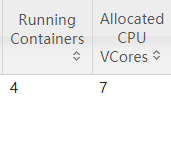 Running
Containers
Allocated
CPU
VCores
4
7